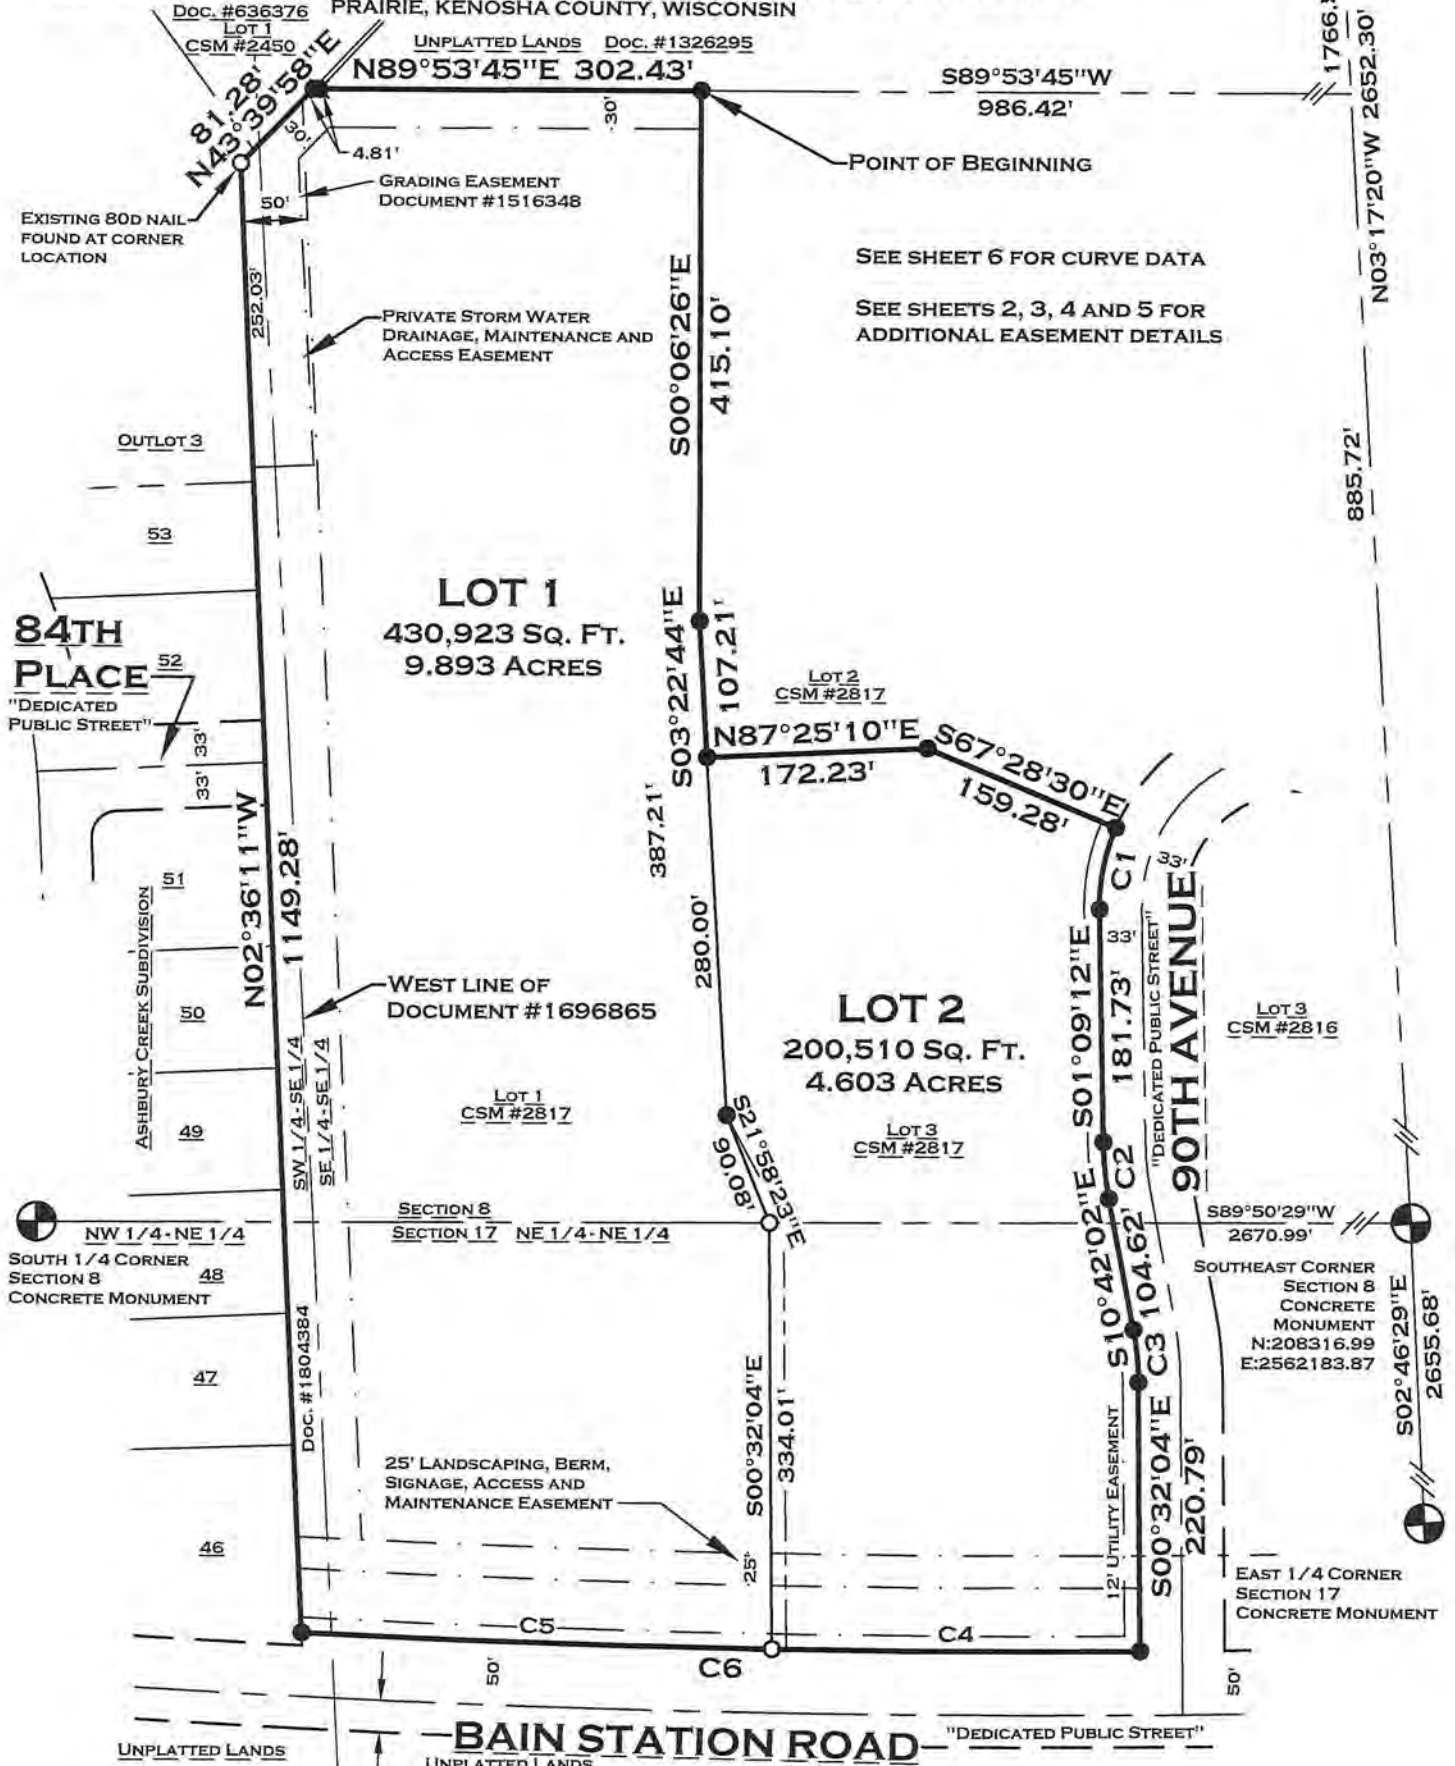 DOC. #636376
PRAIRIE, KENOSHA COUNTY, WISCONSIN
LOT 1
CSM #2450
UNPLATTED LANDS DOC. #1326295
N89°53'45"E 302.43'
S89°53'45"W
986.42'
81.28'
N43°39'58"E
30'
30'
4.81'
POINT OF BEGINNING
1766.
N03°17'20"W 2652.30'
GRADING EASEMENT
DOCUMENT #1516348
50'
EXISTING 80D NAIL
FOUND AT CORNER
LOCATION
252.03'
SEE SHEET 6 FOR CURVE DATA
SEE SHEETS 2, 3, 4 AND 5 FOR
ADDITIONAL EASEMENT DETAILS
PRIVATE STORM WATER
DRAINAGE, MAINTENANCE AND
ACCESS EASEMENT
S00°06'26"E
415.10'
OUTLOT 3
885.72'
53
LOT 1
430,923 SQ. FT.
9.893 ACRES
84TH
PLACE
52
"DEDICATED
PUBLIC STREET"
33'
33'
S03°22'44"E
107.21'
LOT 2
CSM #2817
N87°25'10"E
172.23'
S67°28'30"E
159.28'
387.21'
280.00'
C1
33'
33'
N02°36'11"W
1149.28'
51
ASHBURY CREEK SUBDIVISION
WEST LINE OF
DOCUMENT #1696865
50
LOT 2
200,510 SQ. FT.
4.603 ACRES
S01°09'12"E
181.73'
"DEDICATED PUBLIC STREET"
90TH AVENUE
LOT 3
CSM #2816
SW 1/4-SE 1/4
SE 1/4-SE 1/4
LOT 1
CSM #2817
49
LOT 3
CSM #2817
S21°58'23"E
90.08'
C2
SECTION 8
SECTION 17 NE 1/4-NE 1/4
NW 1/4-NE 1/4
SOUTH 1/4 CORNER
SECTION 8
CONCRETE MONUMENT
48
S89°50'29"W
2670.99'
SOUTHEAST CORNER
SECTION 8
CONCRETE
MONUMENT
N:208316.99
E:2562183.87
S10°42'02"E
104.62'
C3
S02°46'29"E
2655.68'
DOC. #1804384
47
S00°32'04"E
334.01'
S00°32'04"E
220.79'
12' UTILITY EASEMENT
25' LANDSCAPING, BERM,
SIGNAGE, ACCESS AND
MAINTENANCE EASEMENT
46
25'
EAST 1/4 CORNER
SECTION 17
CONCRETE MONUMENT
C5
C4
C6
50'
50'
BAIN STATION ROAD
"DEDICATED PUBLIC STREET"
UNPLATTED LANDS
UNPLATTED LANDS